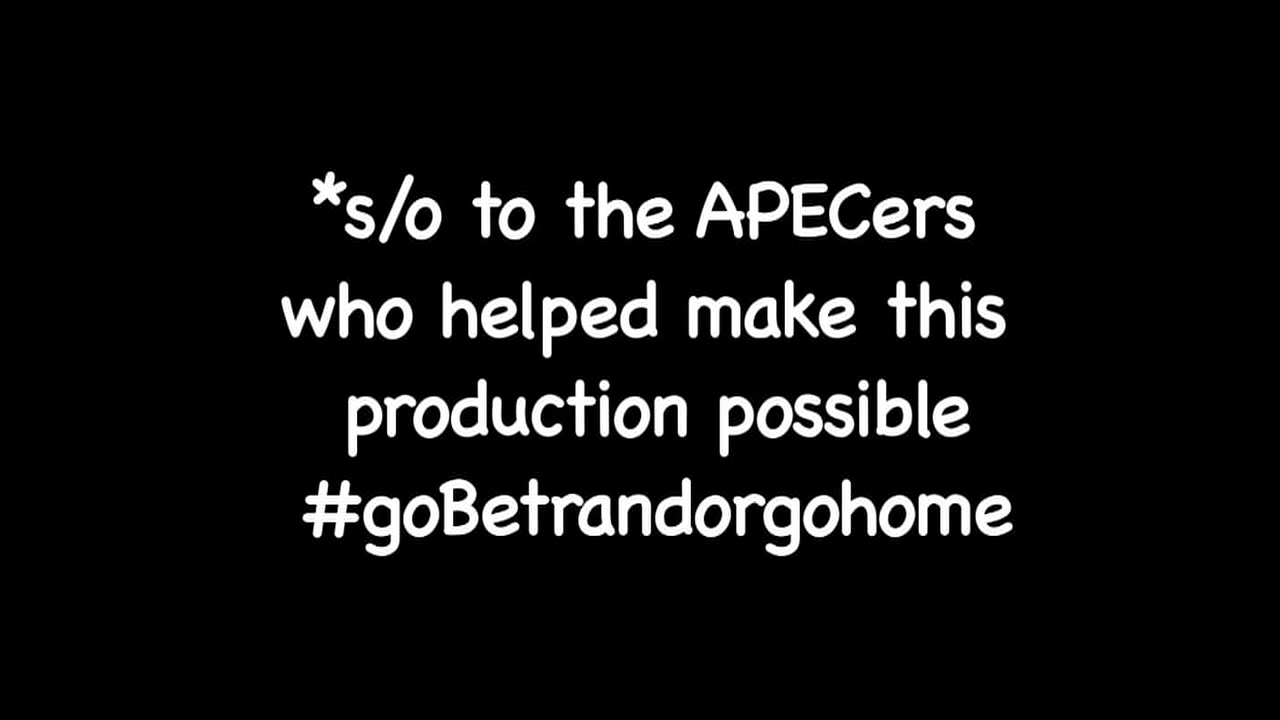 *s/o to the APECers
who helped make this
production possible
#goBetrandorgohome